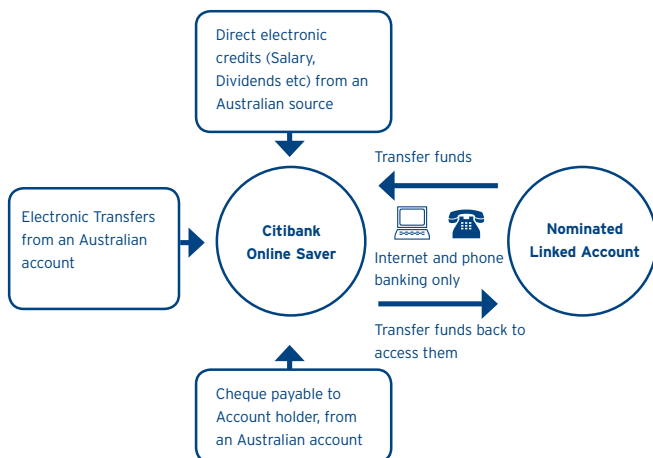 Direct electronic
credits (Salary,
Dividends etc) from an
Australian source
Transfer funds
Electronic Transfers
from an Australian
account
Citibank
Online Saver
Nominated
Linked Account
Internet and phone
banking only
Transfer funds back to
access them
Cheque payable to
Account holder, from
an Australian account